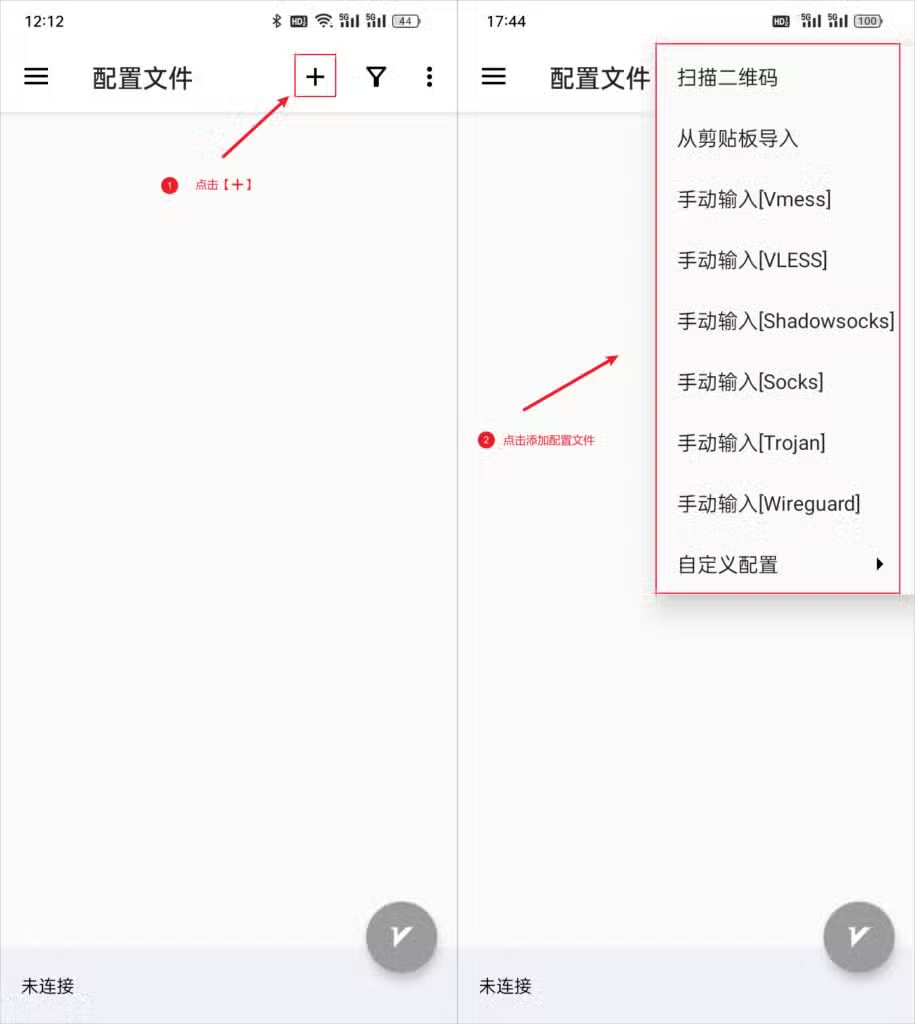 12:12
HD
5G
5G
44
配置文件
1 点击【＋】
未连接
17:44
HD
5G
5G
100
配置文件
扫描二维码
从剪贴板导入
手动输入[Vmess]
手动输入[VLESS]
手动输入[Shadowsocks]
手动输入[Socks]
手动输入[Trojan]
手动输入[Wireguard]
自定义配置
2 点击添加配置文件
未连接